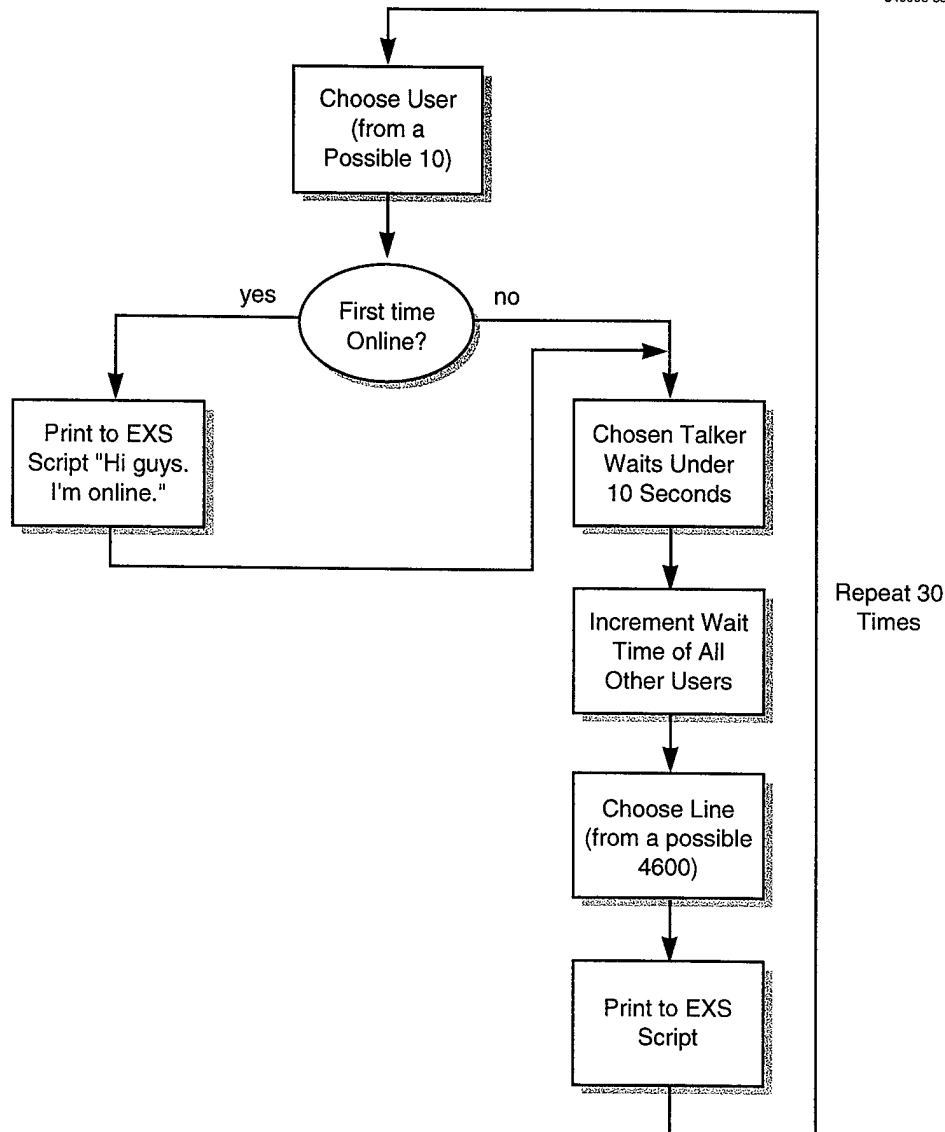 Choose User
(from a
Possible 10)
yes
no
First time
Online?
Print to EXS
Script "Hi guys.
I'm online."
Chosen Talker
Waits Under
10 Seconds
Increment Wait
Time of All
Other Users
Repeat 30
Times
Choose Line
(from a possible
4600)
Print to EXS
Script